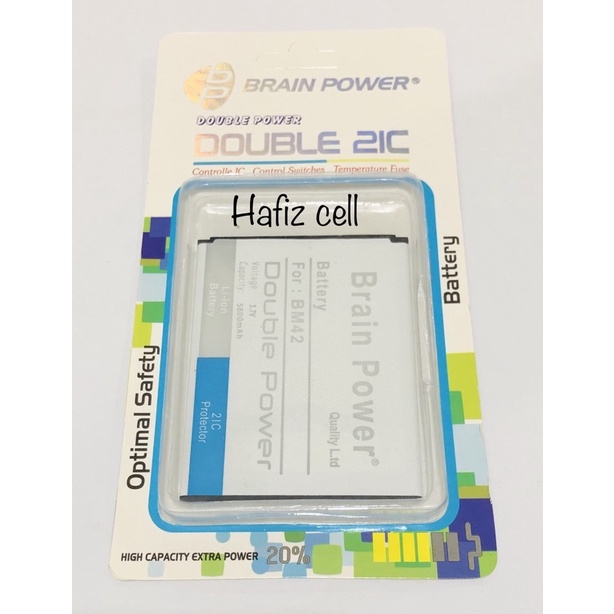 BRAIN POWER®
DOUBLE POWER
DOUBLE 2IC
Controlle IC Control Switches Temperature Fuse
Hafiz cell
Brain Power®
Quality Ltd
Battery
For : BM42
Double Power
Voltage: 3.7V
Capacity: 5800mAh
Li-ion
Battery
2IC
Protector
Optimal Safety
Battery
HIGH CAPACITY EXTRA POWER 20%